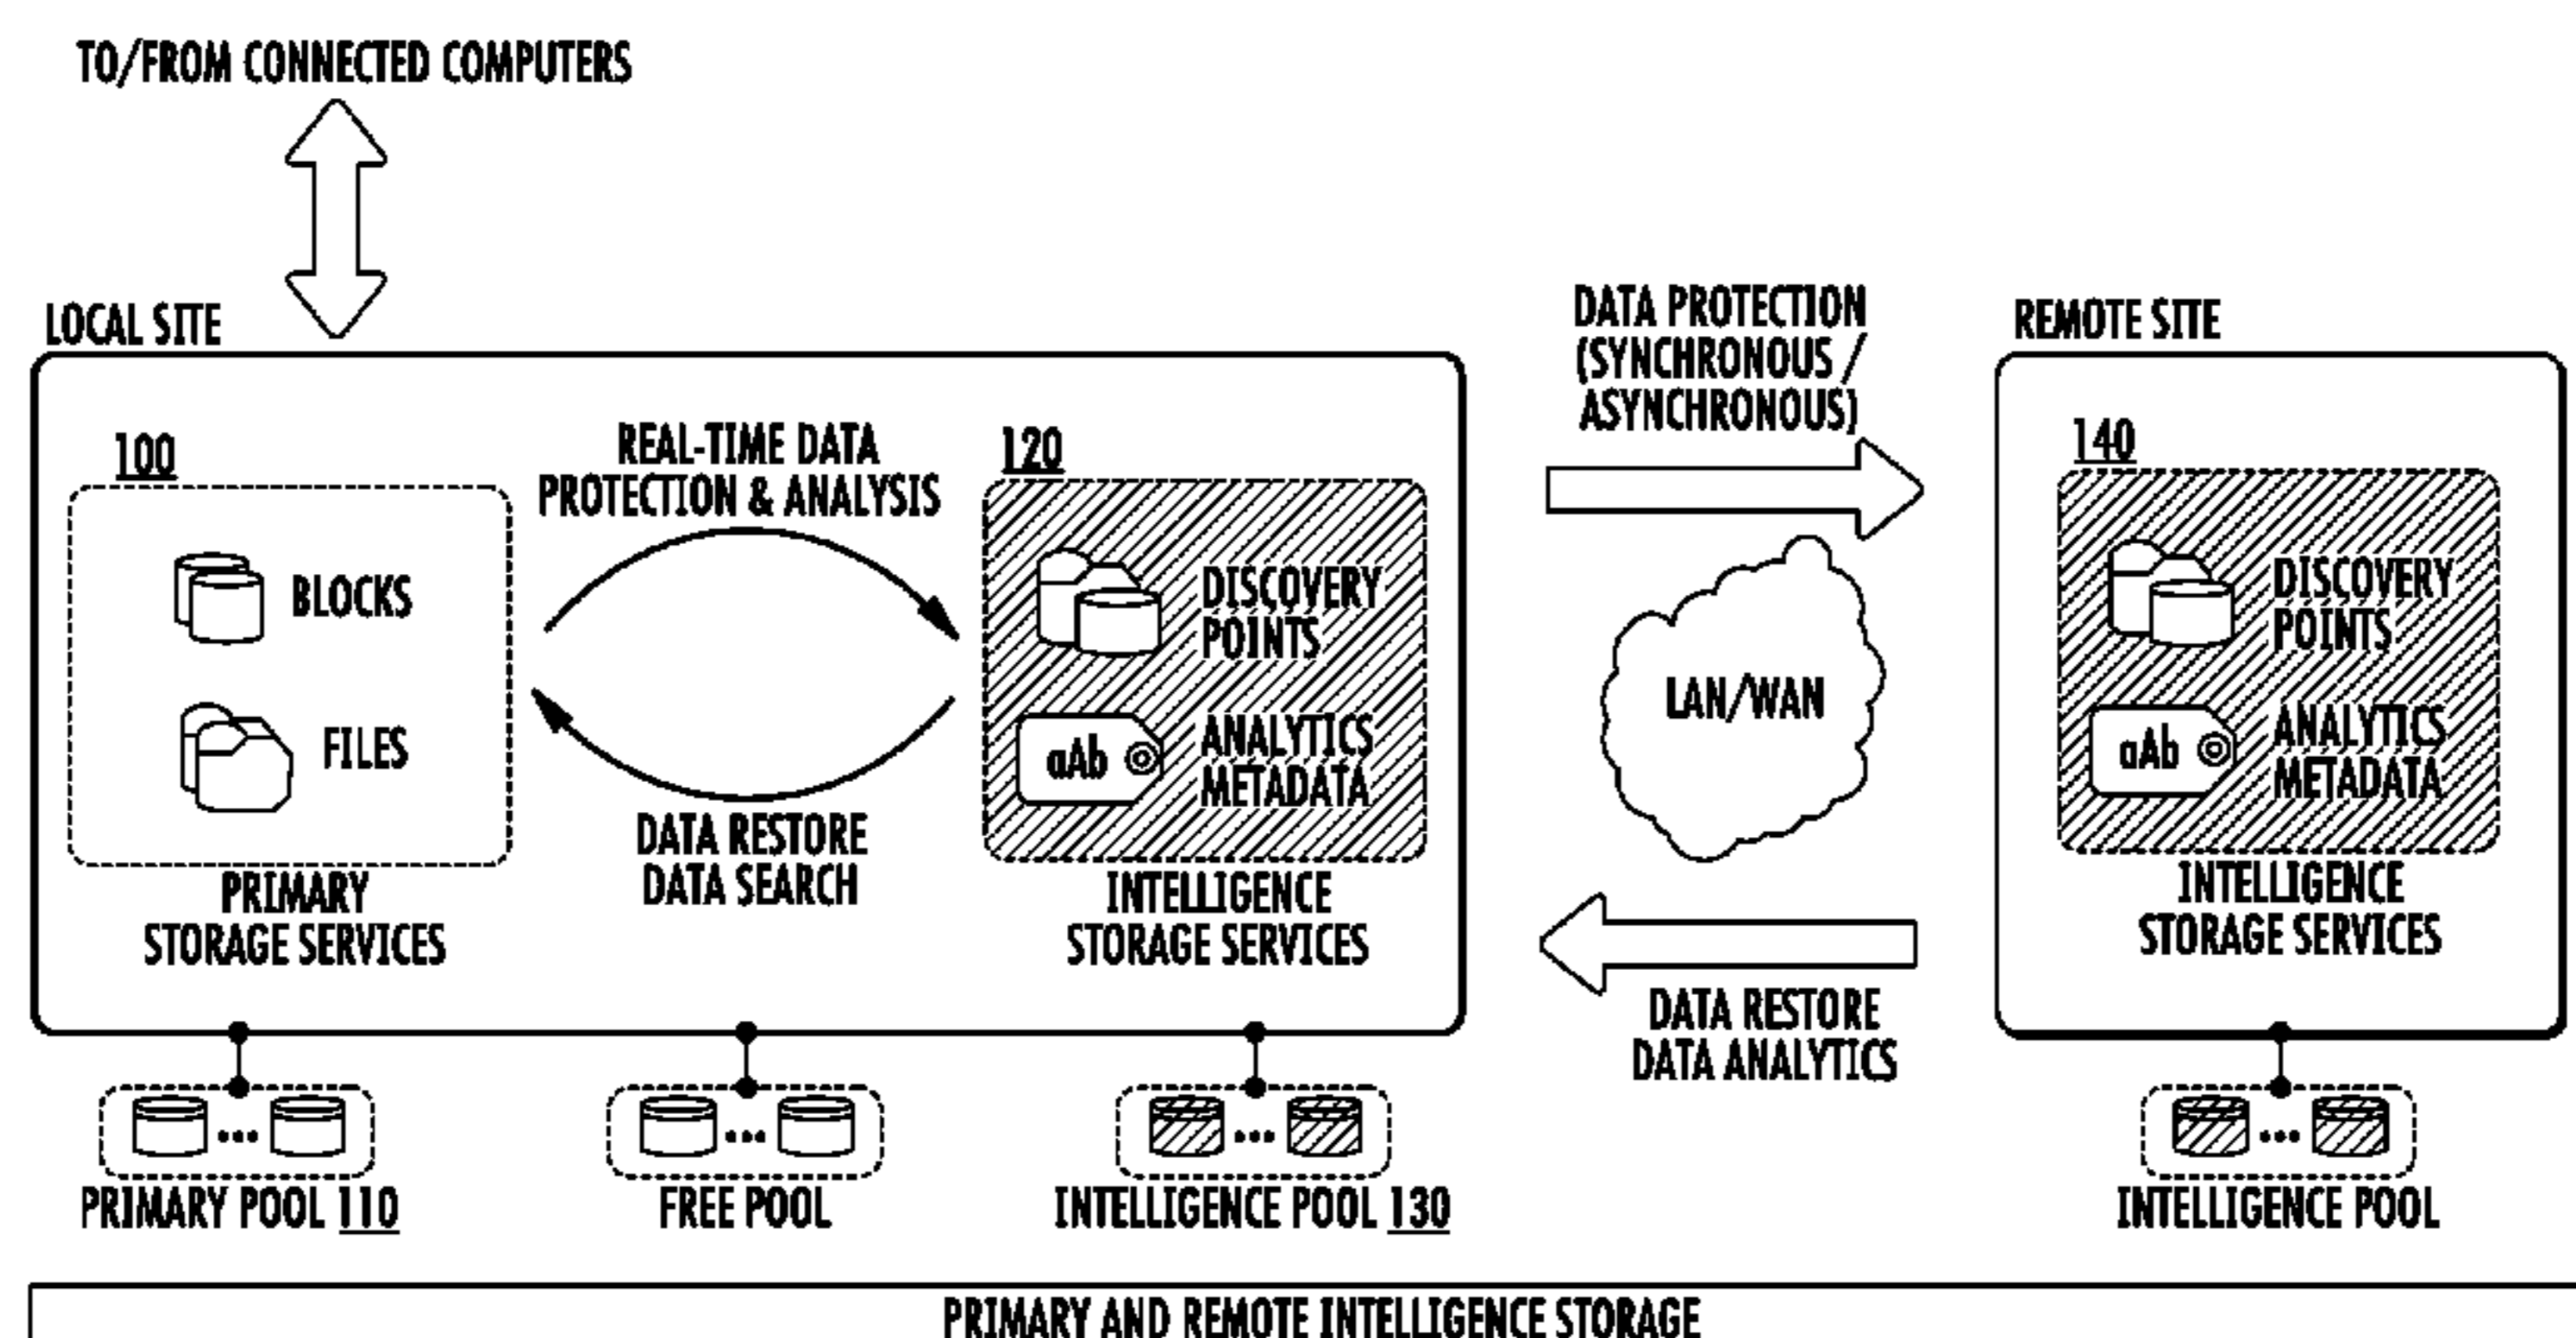 TO/FROM CONNECTED COMPUTERS
LOCAL SITE
100
BLOCKS
FILES
PRIMARY
STORAGE SERVICES
REAL-TIME DATA
PROTECTION & ANALYSIS
DATA RESTORE
DATA SEARCH
120
DISCOVERY
POINTS
aAb
ANALYTICS
METADATA
INTELLIGENCE
STORAGE SERVICES
DATA PROTECTION
(SYNCHRONOUS /
ASYNCHRONOUS)
LAN/WAN
DATA RESTORE
DATA ANALYTICS
REMOTE SITE
140
DISCOVERY
POINTS
aAb
ANALYTICS
METADATA
INTELLIGENCE
STORAGE SERVICES
PRIMARY POOL 110
FREE POOL
INTELLIGENCE POOL 130
INTELLIGENCE POOL
PRIMARY AND REMOTE INTELLIGENCE STORAGE